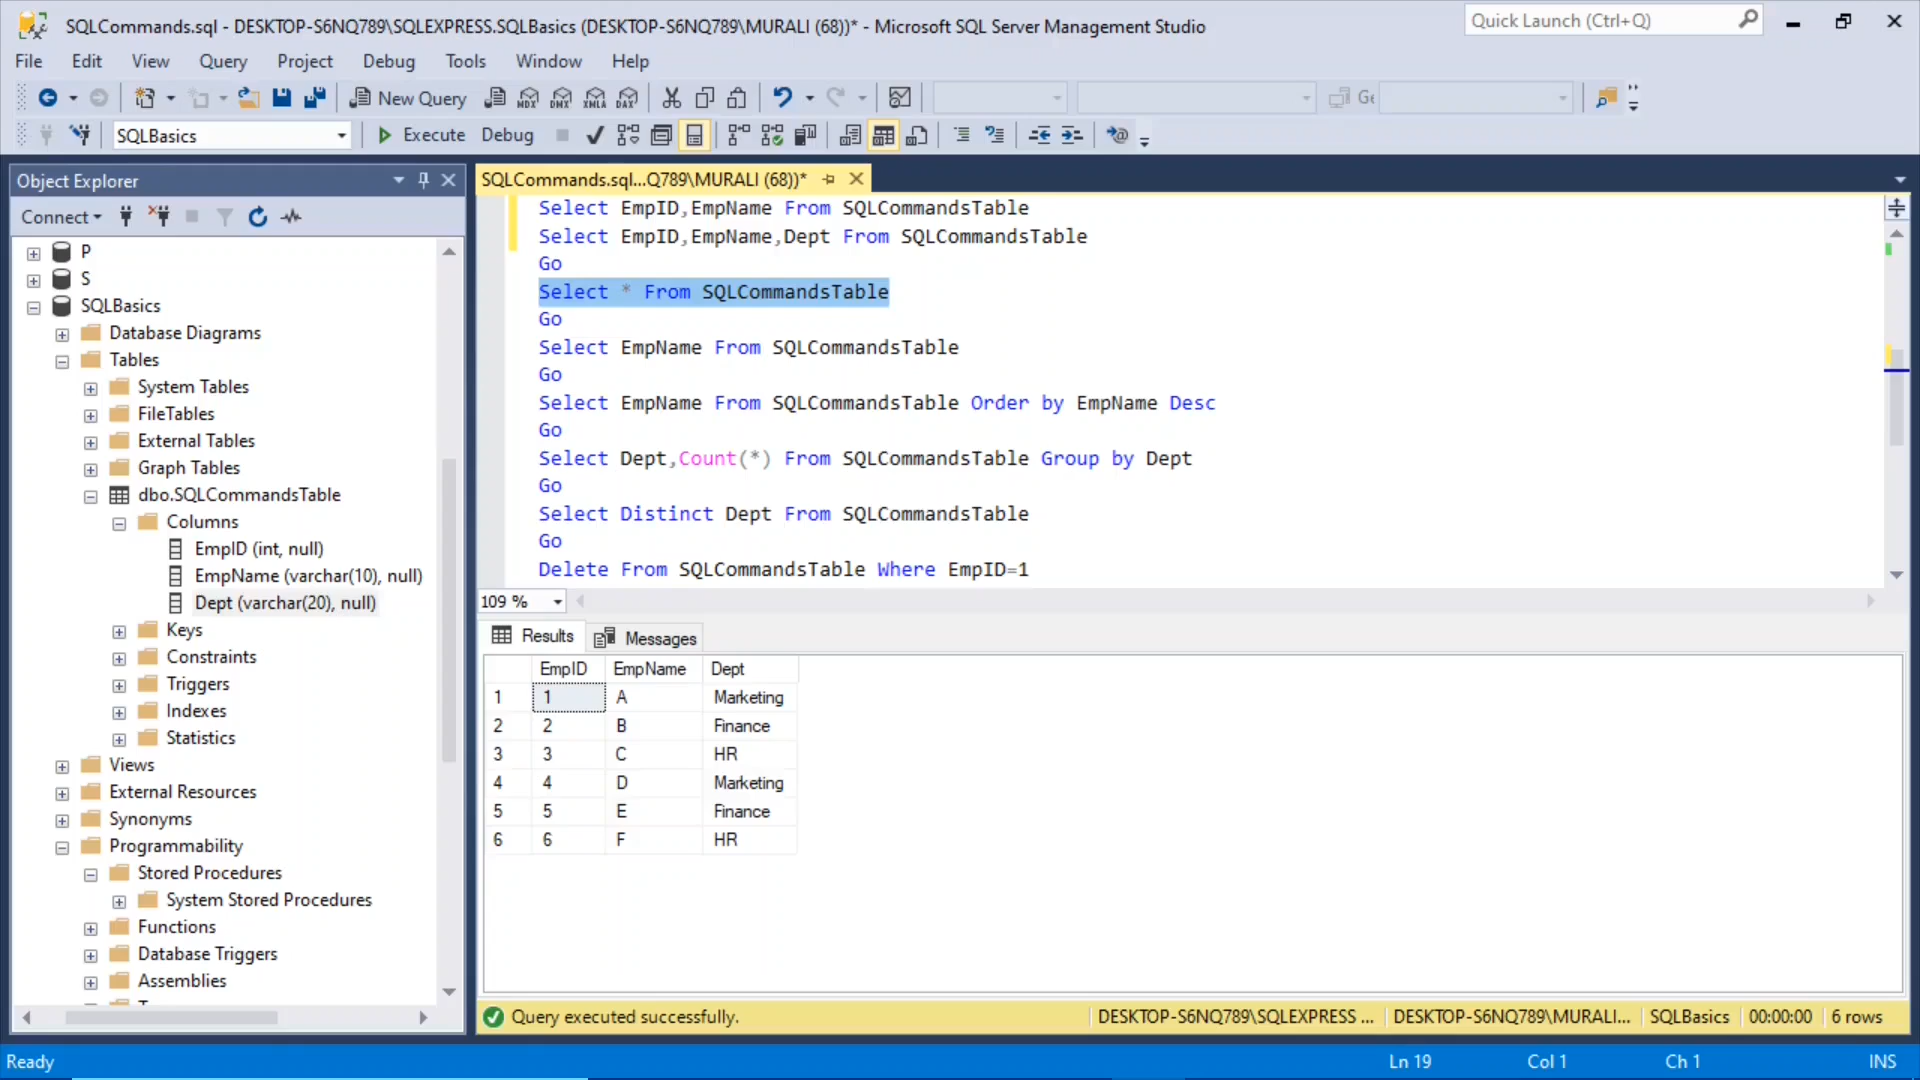 SQLCommands.sql - DESKTOP-S6NQ789\SQLEXPRESS.SQLBasics (DESKTOP-S6NQ789\MURALI (68))* - Microsoft SQL Server Management Studio
Quick Launch (Ctrl+Q)
File Edit View Query Project Debug Tools Window Help
New Query MDX DMX XMLA DAX
SQLBasics Execute Debug
Object Explorer
Connect
P
S
SQLBasics
Database Diagrams
Tables
System Tables
FileTables
External Tables
Graph Tables
dbo.SQLCommandsTable
Columns
EmpID (int, null)
EmpName (varchar(10), null)
Dept (varchar(20), null)
Keys
Constraints
Triggers
Indexes
Statistics
Views
External Resources
Synonyms
Programmability
Stored Procedures
System Stored Procedures
Functions
Database Triggers
Assemblies
SQLCommands.sql...Q789\MURALI (68))*
Select EmpID,EmpName From SQLCommandsTable
Select EmpID,EmpName,Dept From SQLCommandsTable
Go
Select * From SQLCommandsTable
Go
Select EmpName From SQLCommandsTable
Go
Select EmpName From SQLCommandsTable Order by EmpName Desc
Go
Select Dept,Count(*) From SQLCommandsTable Group by Dept
Go
Select Distinct Dept From SQLCommandsTable
Go
Delete From SQLCommandsTable Where EmpID=1
109 %
Results Messages
EmpID EmpName Dept
1 1 A Marketing
2 2 B Finance
3 3 C HR
4 4 D Marketing
5 5 E Finance
6 6 F HR
Query executed successfully. DESKTOP-S6NQ789\SQLEXPRESS ... DESKTOP-S6NQ789\MURALI... SQLBasics 00:00:00 6 rows
Ready Ln 19 Col 1 Ch 1 INS